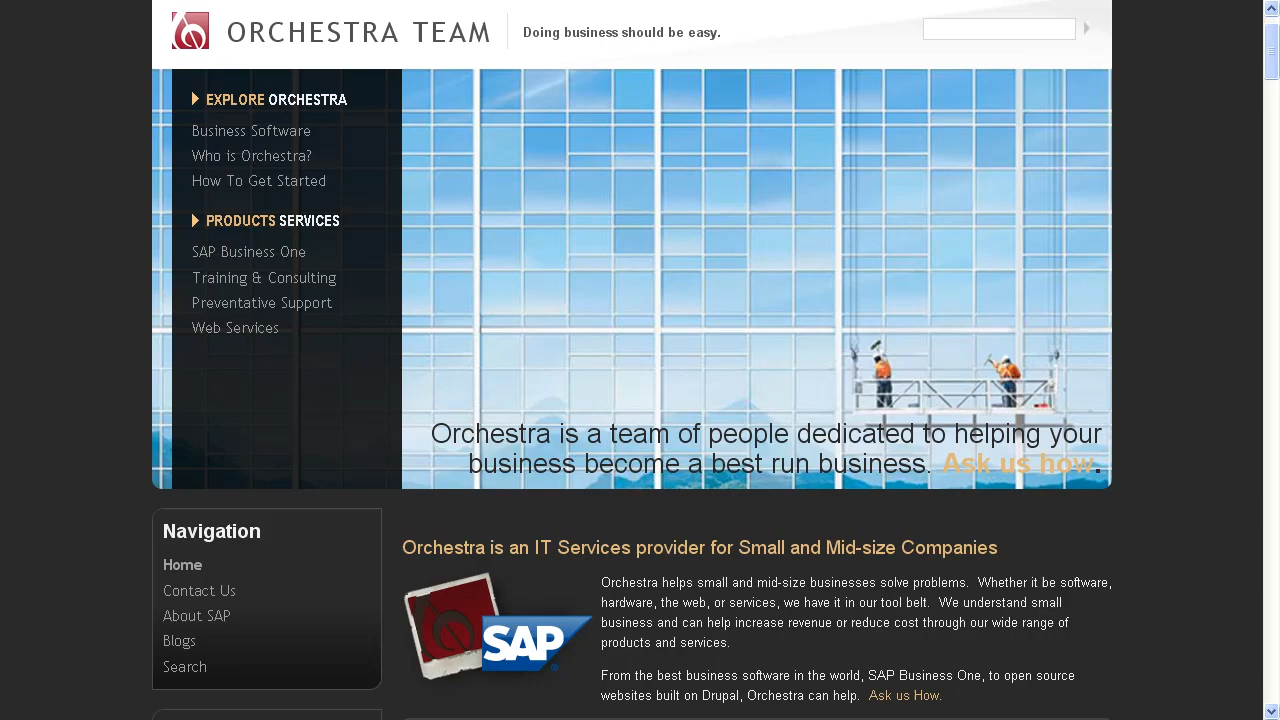 ORCHESTRA TEAM
Doing business should be easy.
EXPLORE ORCHESTRA
Business Software
Who is Orchestra?
How To Get Started
PRODUCTS SERVICES
SAP Business One
Training & Consulting
Preventative Support
Web Services
Orchestra is a team of people dedicated to helping your
business become a best run business. Ask us how.
Navigation
Home
Contact Us
About SAP
Blogs
Search
Orchestra is an IT Services provider for Small and Mid-size Companies
SAP
Orchestra helps small and mid-size businesses solve problems. Whether it be software,
hardware, the web, or services, we have it in our tool belt. We understand small
business and can help increase revenue or reduce cost through our wide range of
products and services.
From the best business software in the world, SAP Business One, to open source
websites built on Drupal, Orchestra can help. Ask us How.